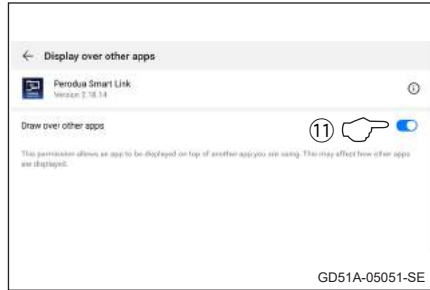 ← Display over other apps
Perodua Smart Link
Version 2.18.14
Draw over other apps
⑪
This permission allows an app to be displayed on top of another app you are using. This may affect how other apps
are displayed.
GD51A-05051-SE